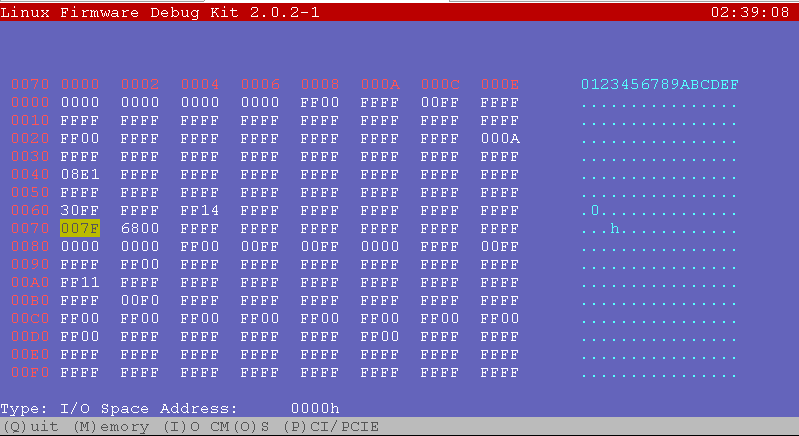 Linux Firmware Debug Kit 2.0.2-1 02:39:08
0070 0000 0002 0004 0006 0008 000A 000C 000E 0123456789ABCDEF
0000 0000 0000 0000 0000 FF00 FFFF 00FF FFFF ................
0010 FFFF FFFF FFFF FFFF FFFF FFFF FFFF FFFF ................
0020 FF00 FFFF FFFF FFFF FFFF FFFF FFFF 000A ................
0030 FFFF FFFF FFFF FFFF FFFF FFFF FFFF FFFF ................
0040 08E1 FFFF FFFF FFFF FFFF FFFF FFFF FFFF ................
0050 FFFF FFFF FFFF FFFF FFFF FFFF FFFF FFFF ................
0060 30FF FFFF FF14 FFFF FFFF FFFF FFFF FFFF .0..............
0070 007F 6800 FFFF FFFF FFFF FFFF FFFF FFFF ...h............
0080 0000 0000 FF00 00FF 00FF 0000 FFFF 00FF ................
0090 FFFF FF00 FFFF FFFF FFFF FFFF FFFF FFFF ................
00A0 FF11 FFFF FFFF FFFF FFFF FFFF FFFF FFFF ................
00B0 FFFF 00F0 FFFF FFFF FFFF FFFF FFFF FFFF ................
00C0 FF00 FF00 FF00 FF00 FF00 FF00 FF00 FF00 ................
00D0 FF00 FFFF FFFF FFFF FFFF FF00 FFFF FFFF ................
00E0 FFFF FFFF FFFF FFFF FFFF FFFF FFFF FFFF ................
00F0 FFFF FFFF FFFF FFFF FFFF FFFF FFFF FFFF ................
Type: I/O Space Address: 0000h
(Q)uit (M)emory (I)O CM(O)S (P)CI/PCIE